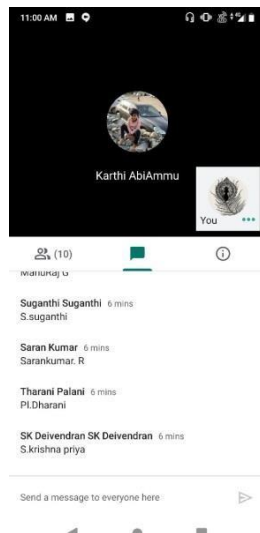 11:00 AM
Karthi AbiAmmu
You
(10)
Manuraj G
Suganthi Suganthi 6 mins
S.suganthi
Saran Kumar 6 mins
Sarankumar. R
Tharani Palani 6 mins
Pl.Dharani
SK Deivendran SK Deivendran 6 mins
S.krishna priya
Send a message to everyone here